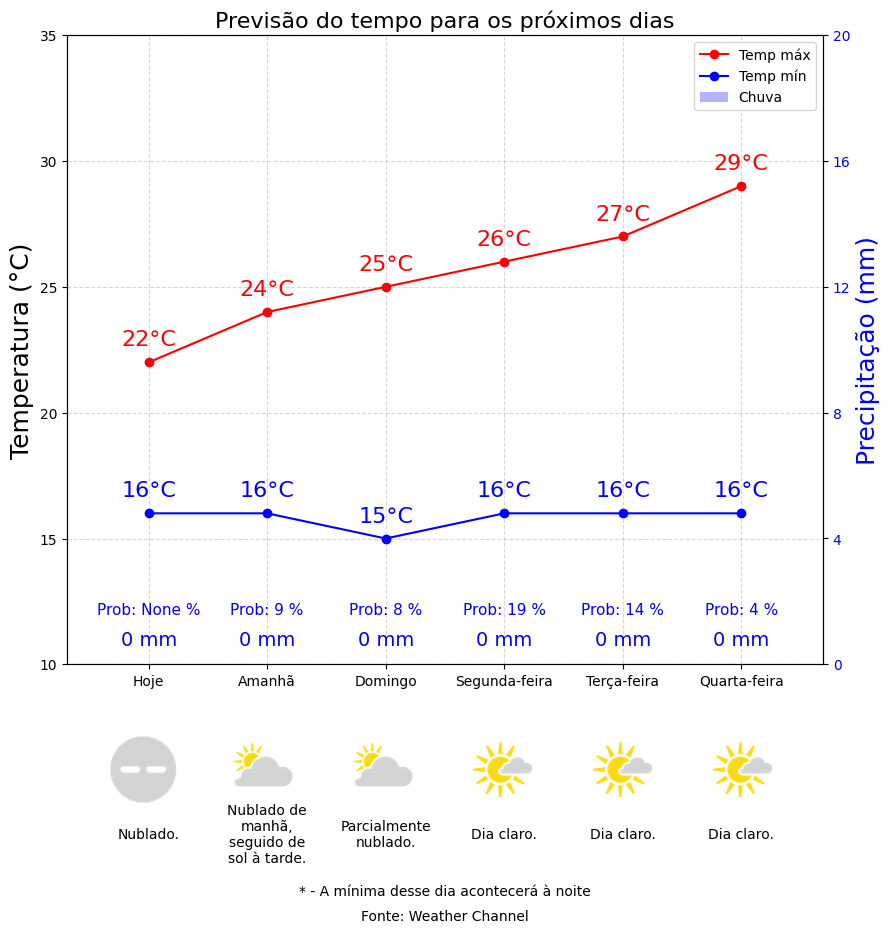 Previsão do tempo para os próximos dias
Temp máx
Temp mín
Chuva
Temperatura (°C)
Precipitação (mm)
35
30
25
20
15
10
20
16
12
8
4
0
22°C
24°C
25°C
26°C
27°C
29°C
16°C
16°C
15°C
16°C
16°C
16°C
Prob: None %
Prob: 9 %
Prob: 8 %
Prob: 19 %
Prob: 14 %
Prob: 4 %
0 mm
0 mm
0 mm
0 mm
0 mm
0 mm
Hoje
Amanhã
Domingo
Segunda-feira
Terça-feira
Quarta-feira
Nublado.
Nublado de
manhã,
seguido de
sol à tarde.
Parcialmente
nublado.
Dia claro.
Dia claro.
Dia claro.
* - A mínima desse dia acontecerá à noite
Fonte: Weather Channel